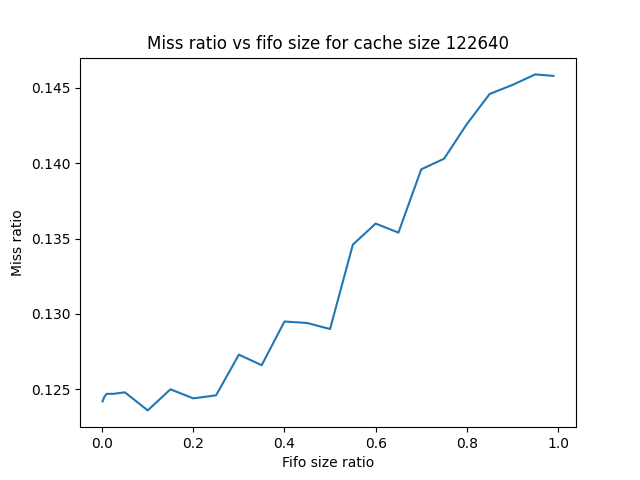 Miss ratio vs fifo size for cache size 122640
Miss ratio
0.145
0.140
0.135
0.130
0.125
0.0 0.2 0.4 0.6 0.8 1.0
Fifo size ratio